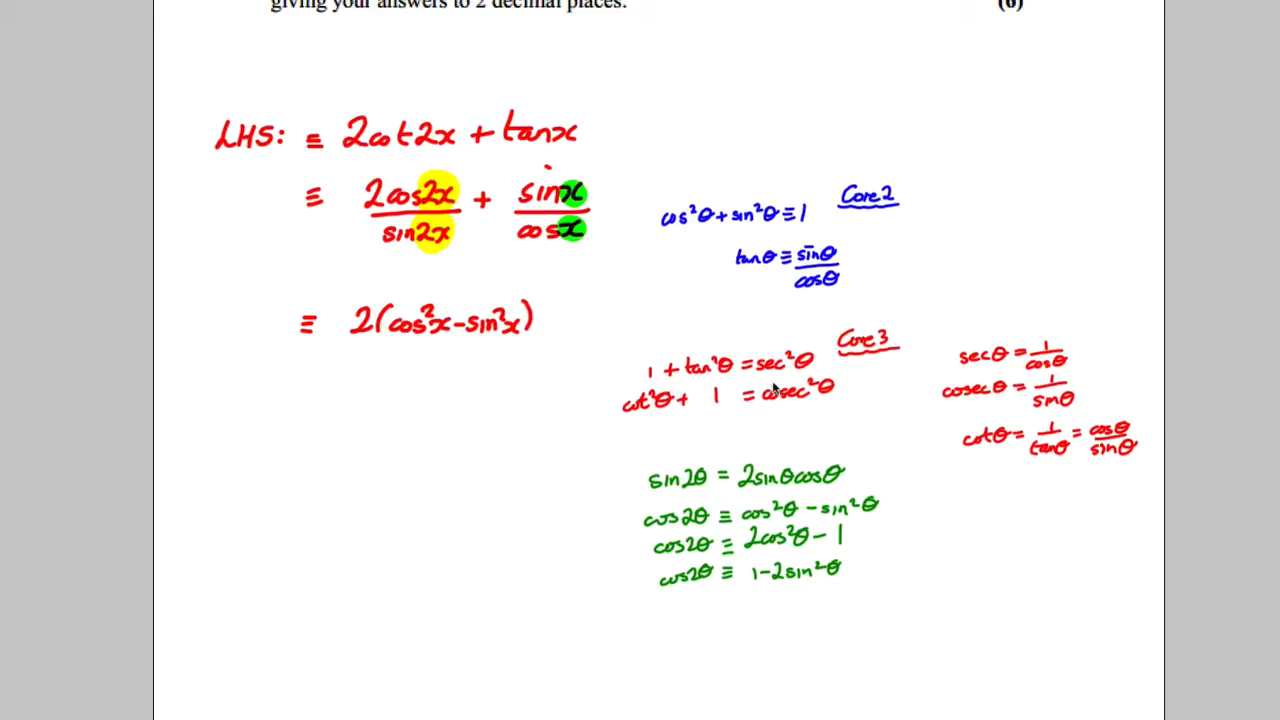 giving your answers to 2 decimal places. (6)
LHS: ≡ 2cot2x + tanx
≡ 2cos2x/sin2x + sinx/cosx
≡ 2(cos²x - sin²x)
Core 2
cos²θ + sin²θ ≡ 1
tanθ ≡ sinθ/cosθ
Core 3
1 + tan²θ = sec²θ
cot²θ + 1 = cosec²θ
secθ = 1/cosθ
cosecθ = 1/sinθ
cotθ = 1/tanθ = cosθ/sinθ
sin2θ = 2sinθcosθ
cos2θ ≡ cos²θ - sin²θ
cos2θ ≡ 2cos²θ - 1
cos2θ ≡ 1 - 2sin²θ